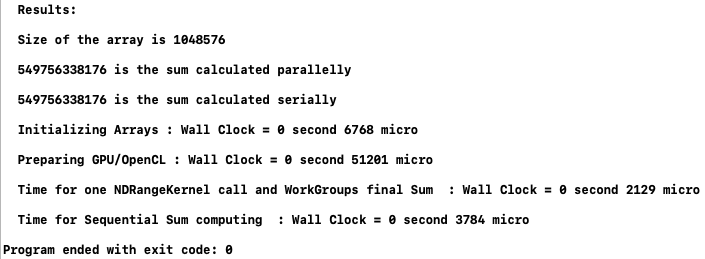 Results:
Size of the array is 1048576
549756338176 is the sum calculated parallelly
549756338176 is the sum calculated serially
Initializing Arrays : Wall Clock = 0 second 6768 micro
Preparing GPU/OpenCL : Wall Clock = 0 second 51201 micro
Time for one NDRangeKernel call and WorkGroups final Sum  : Wall Clock = 0 second 2129 micro
Time for Sequential Sum computing  : Wall Clock = 0 second 3784 micro
Program ended with exit code: 0